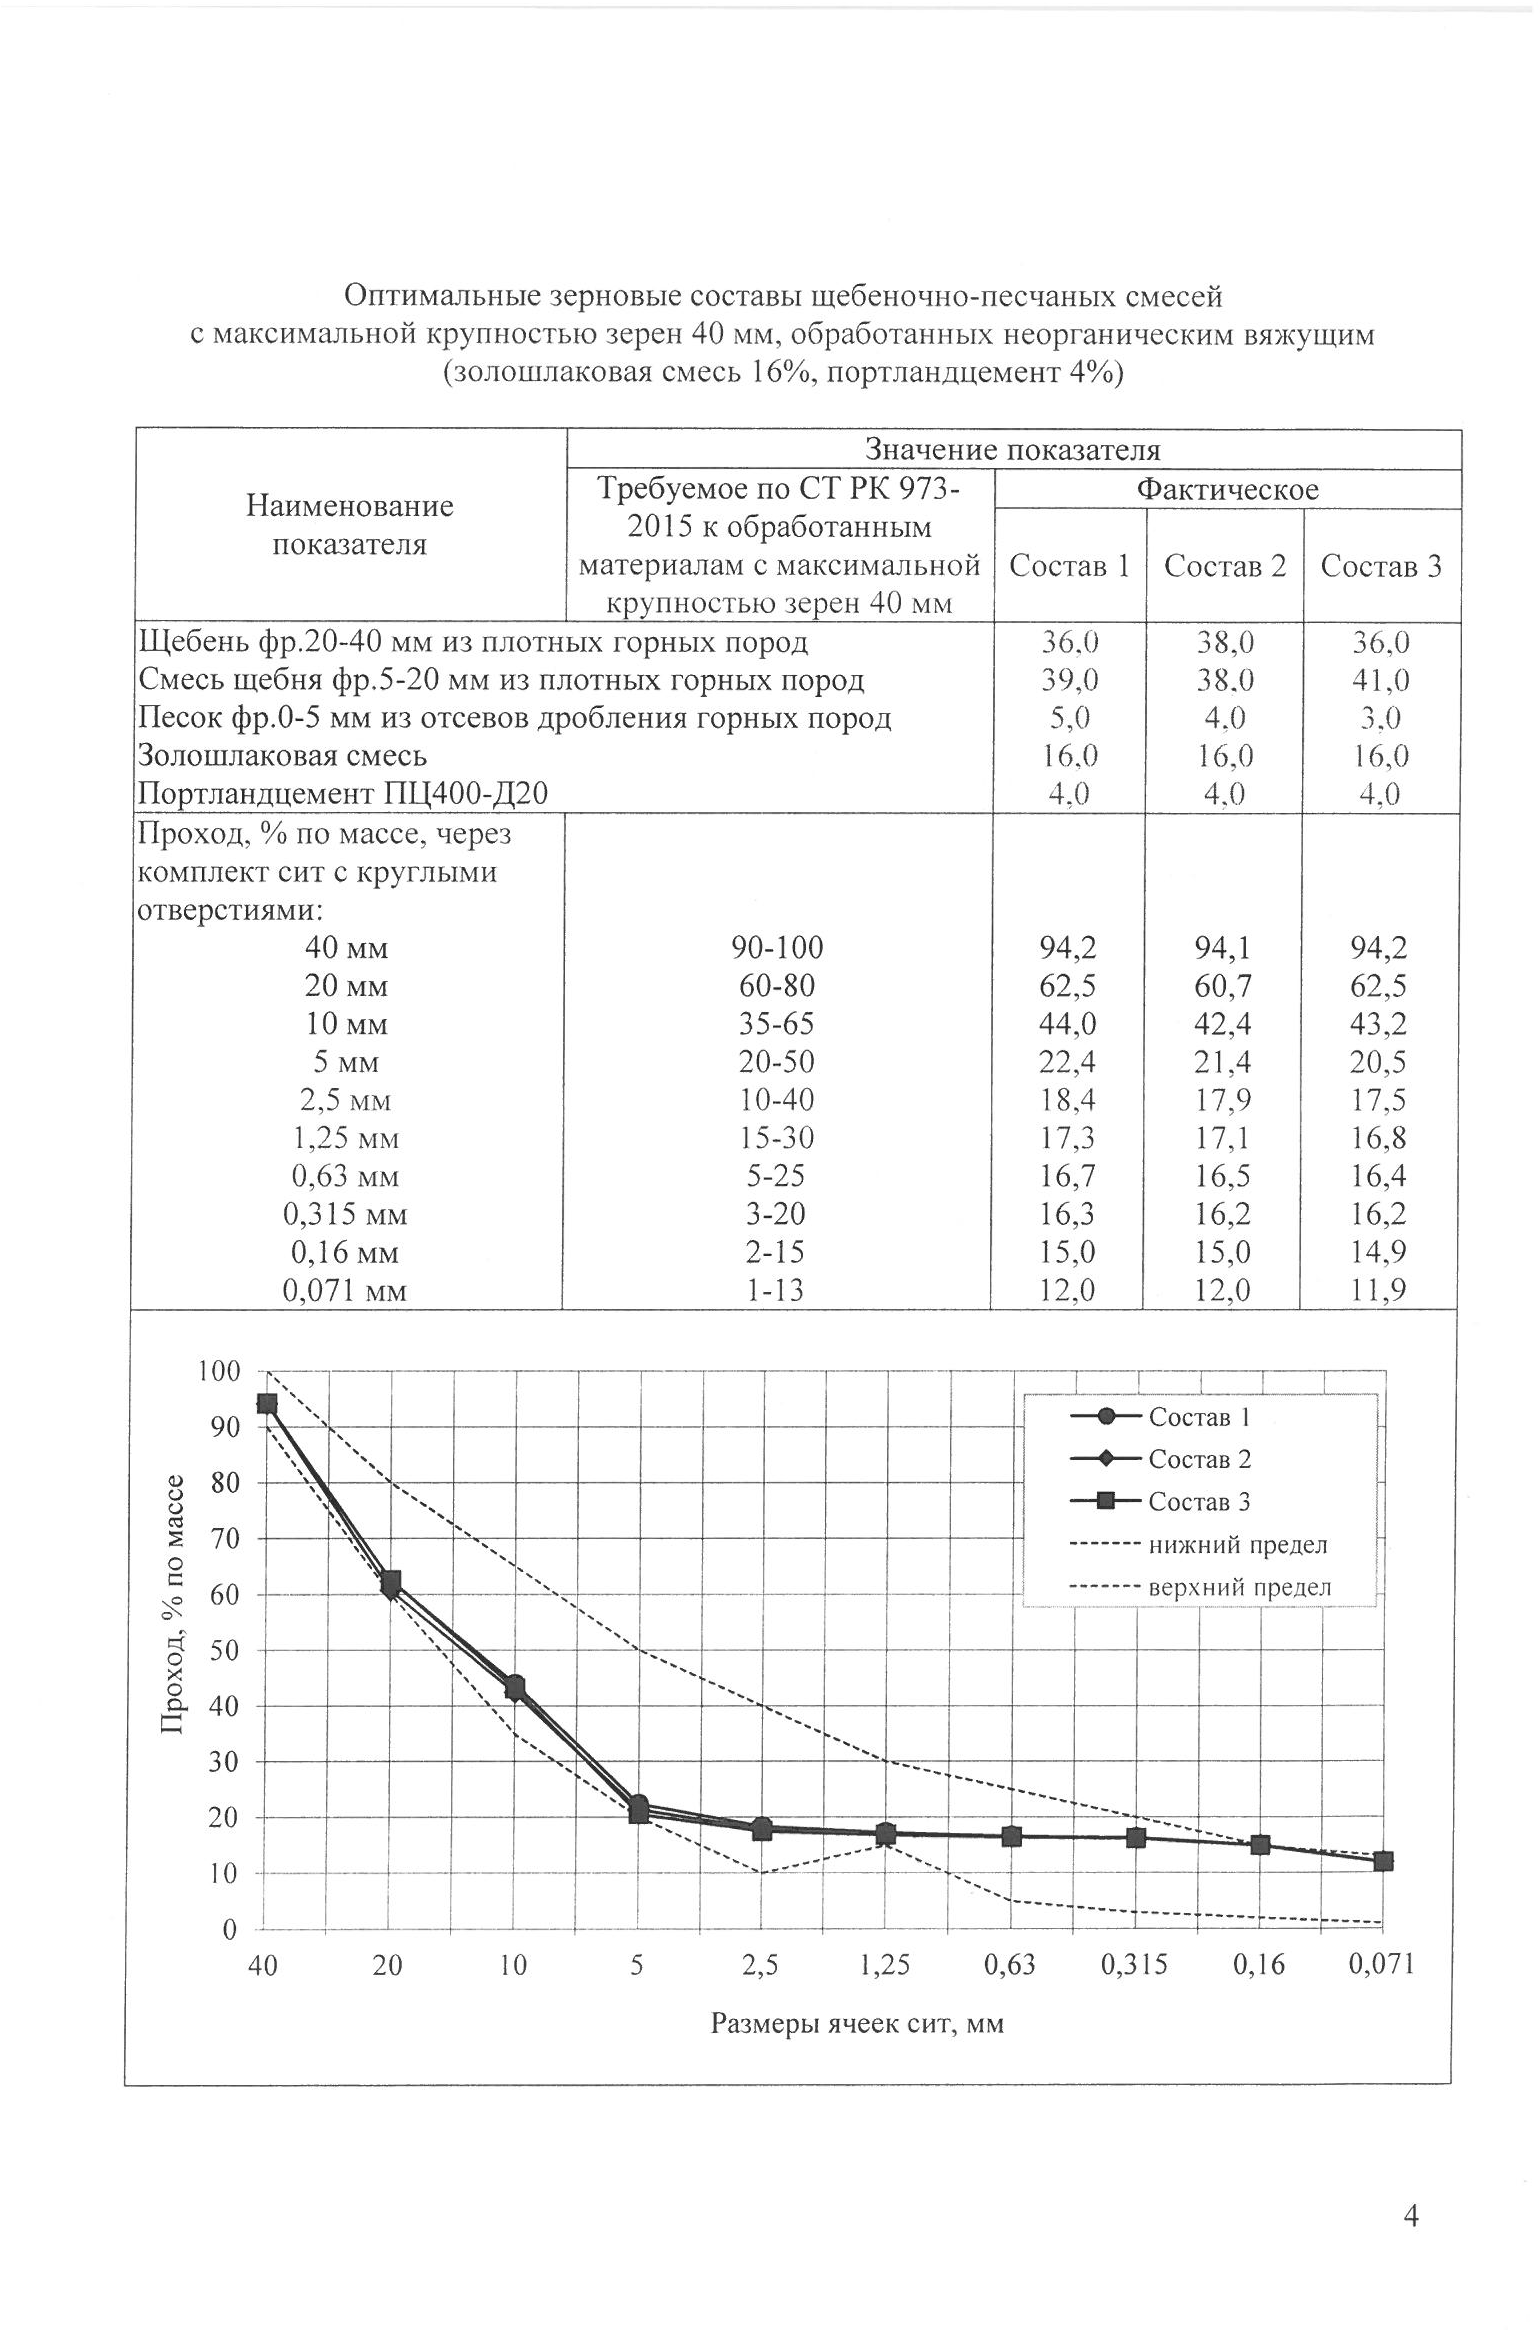 Оптимальные зерновые составы щебеночно-песчаных смесей
с максимальной крупностью зерен 40 мм, обработанных неорганическим вяжущим
(золошлаковая смесь 16%, портландцемент 4%)
Наименование
показателя
Значение показателя
Требуемое по СТ РК 973-
2015 к обработанным
материалам с максимальной
крупностью зерен 40 мм
Фактическое
Состав 1 Состав 2 Состав 3
Щебень фр.20-40 мм из плотных горных пород 36,0 38,0 36,0
Смесь щебня фр.5-20 мм из плотных горных пород 39,0 38,0 41,0
Песок фр.0-5 мм из отсевов дробления горных пород 5,0 4,0 3,0
Золошлаковая смесь 16,0 16,0 16,0
Портландцемент ПЦ400-Д20 4,0 4,0 4,0
Проход, % по массе, через
комплект сит с круглыми
отверстиями:
40 мм 90-100 94,2 94,1 94,2
20 мм 60-80 62,5 60,7 62,5
10 мм 35-65 44,0 42,4 43,2
5 мм 20-50 22,4 21,4 20,5
2,5 мм 10-40 18,4 17,9 17,5
1,25 мм 15-30 17,3 17,1 16,8
0,63 мм 5-25 16,7 16,5 16,4
0,315 мм 3-20 16,3 16,2 16,2
0,16 мм 2-15 15,0 15,0 14,9
0,071 мм 1-13 12,0 12,0 11,9
Проход, % по массе
100
90
80
70
60
50
40
30
20
10
0
Состав 1
Состав 2
Состав 3
нижний предел
верхний предел
40 20 10 5 2,5 1,25 0,63 0,315 0,16 0,071
Размеры ячеек сит, мм
4